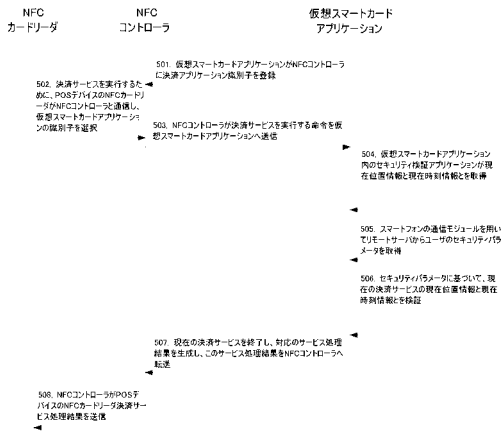 NFC
カードリーダ
NFC
コントローラ
仮想スマートカード
アプリケーション
501. 仮想スマートカードアプリケーションがNFCコントローラ
に決済アプリケーション識別子を登録
502. 決済サービスを実行するた
めに、POSデバイスのNFCカードリ
ーダがNFCコントローラと通信し、
仮想スマートカードアプリケーショ
ンの識別子を選択
503. NFCコントローラが決済サービスを実行する命令を仮
想スマートカードアプリケーションへ送信
504. 仮想スマートカードアプリケーション
内のセキュリティ検証アプリケーションが現
在位置情報と現在時刻情報とを取得
505. スマートフォンの通信モジュールを用い
てリモートサーバからユーザのセキュリティパラ
メータを取得
506. セキュリティパラメータに基づいて、現
在の決済サービスの現在位置情報と現在
時刻情報とを検証
507. 現在の決済サービスを終了し、対応のサービス処理
結果を生成し、このサービス処理結果をNFCコントローラへ
転送
508. NFCコントローラがPOSデ
バイスのNFCカードリーダ決済サー
ビス処理結果を送信